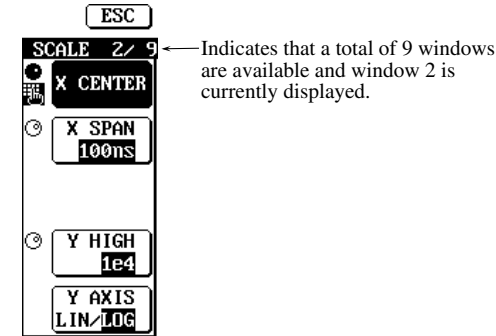 ESC
SCALE 2/ 9
Indicates that a total of 9 windows
are available and window 2 is
currently displayed.
X CENTER
X SPAN
100ns
Y HIGH
1e4
Y AXIS
LIN/LOG